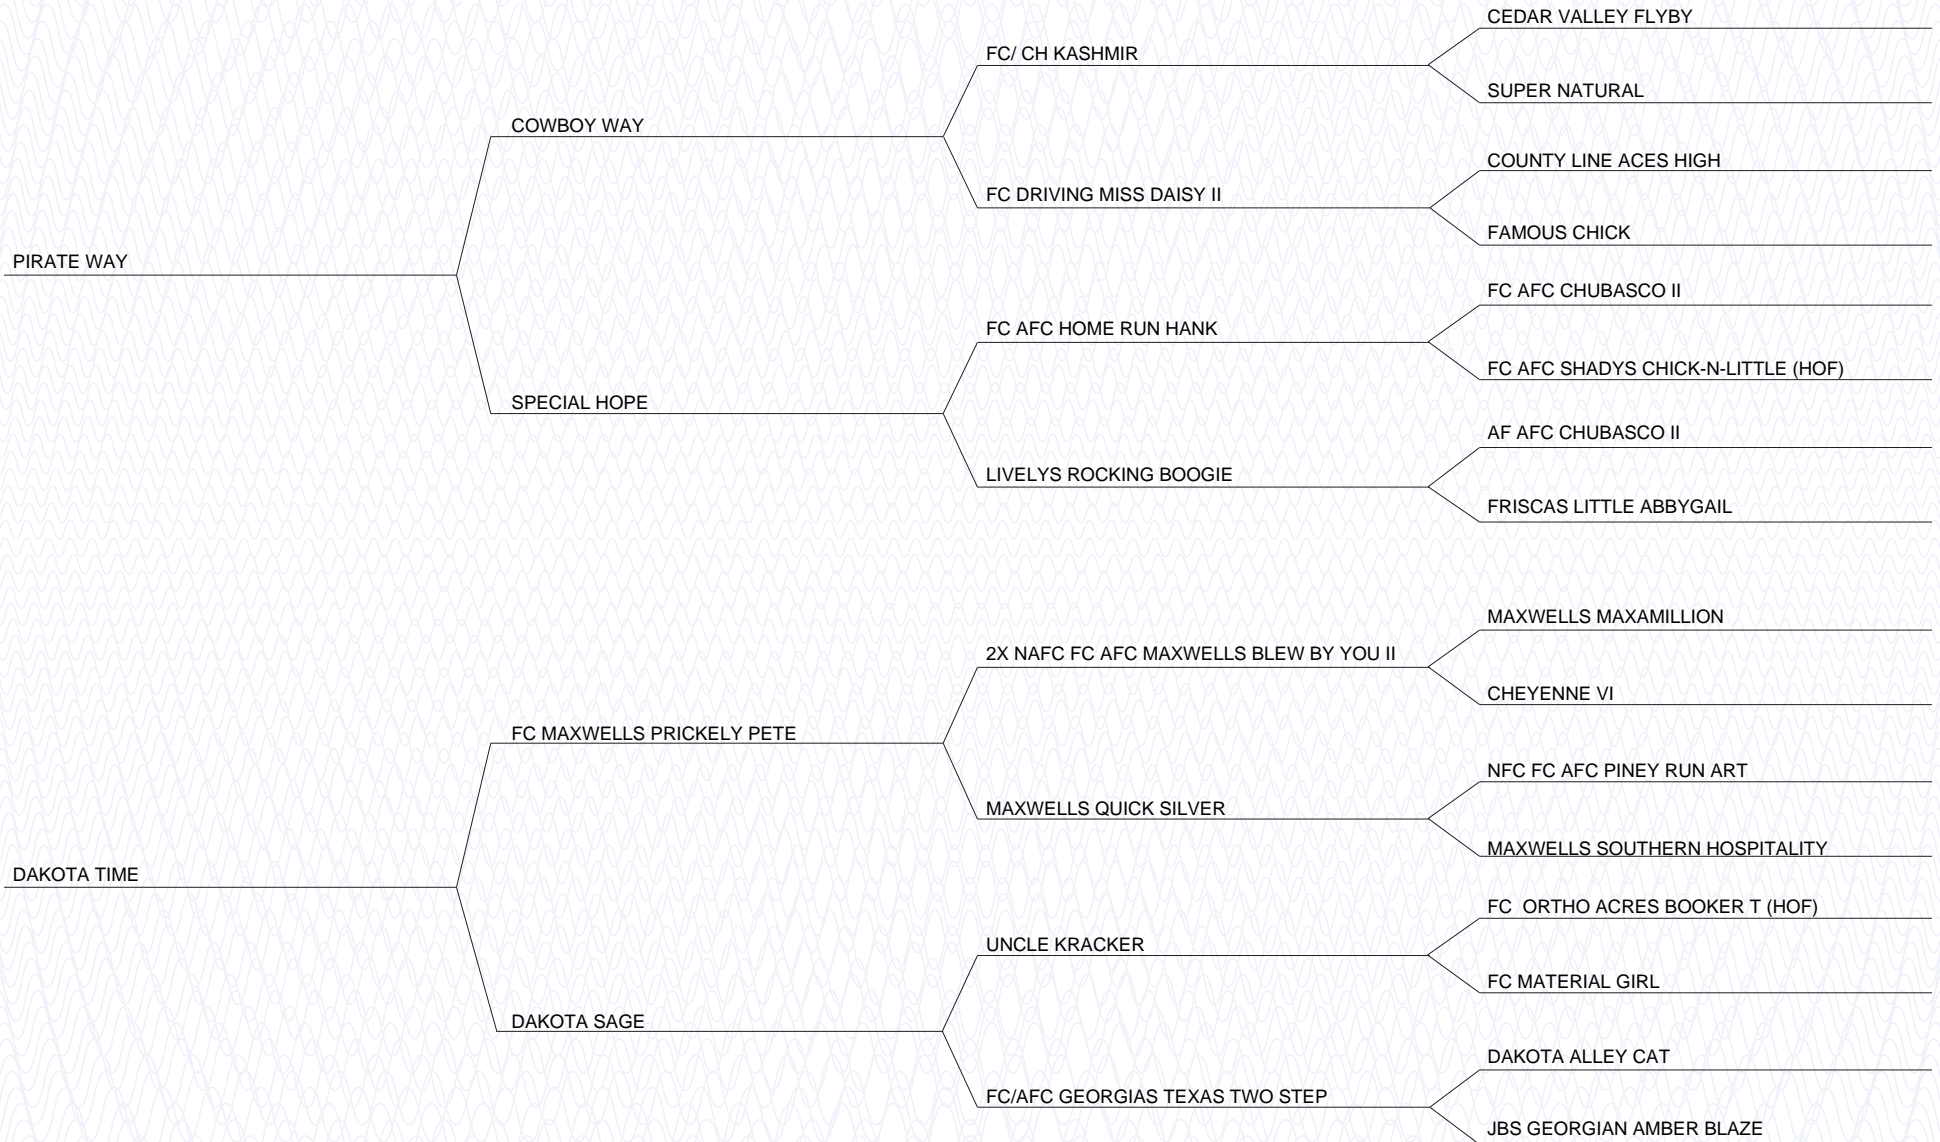 CEDAR VALLEY FLYBY
FC/ CH KASHMIR
SUPER NATURAL
COWBOY WAY
COUNTY LINE ACES HIGH
FC DRIVING MISS DAISY II
FAMOUS CHICK
PIRATE WAY
FC AFC CHUBASCO II
FC AFC HOME RUN HANK
FC AFC SHADYS CHICK-N-LITTLE (HOF)
SPECIAL HOPE
AF AFC CHUBASCO II
LIVELYS ROCKING BOOGIE
FRISCAS LITTLE ABBYGAIL
MAXWELLS MAXAMILLION
2X NAFC FC AFC MAXWELLS BLEW BY YOU II
CHEYENNE VI
FC MAXWELLS PRICKELY PETE
NFC FC AFC PINEY RUN ART
MAXWELLS QUICK SILVER
MAXWELLS SOUTHERN HOSPITALITY
DAKOTA TIME
FC  ORTHO ACRES BOOKER T (HOF)
UNCLE KRACKER
FC MATERIAL GIRL
DAKOTA SAGE
DAKOTA ALLEY CAT
FC/AFC GEORGIAS TEXAS TWO STEP
JBS GEORGIAN AMBER BLAZE